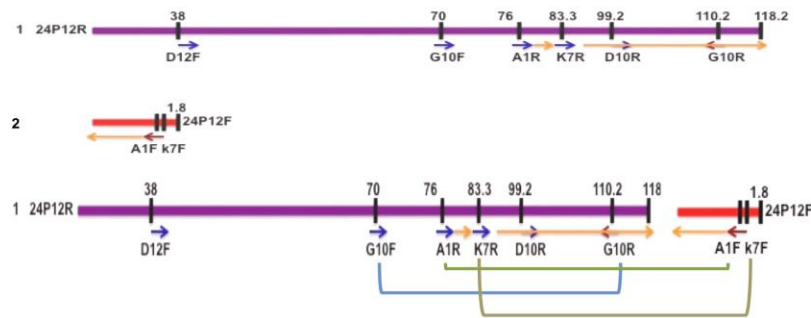 38 70 76 83.3 99.2 110.2 118.2
1 24P12R
D12F G10F A1R K7R D10R G10R
1.8
2 24P12F
A1F k7F
38 70 76 83.3 99.2 110.2 118 1.8
1 24P12R 24P12F
D12F G10F A1R K7R D10R G10R A1F k7F